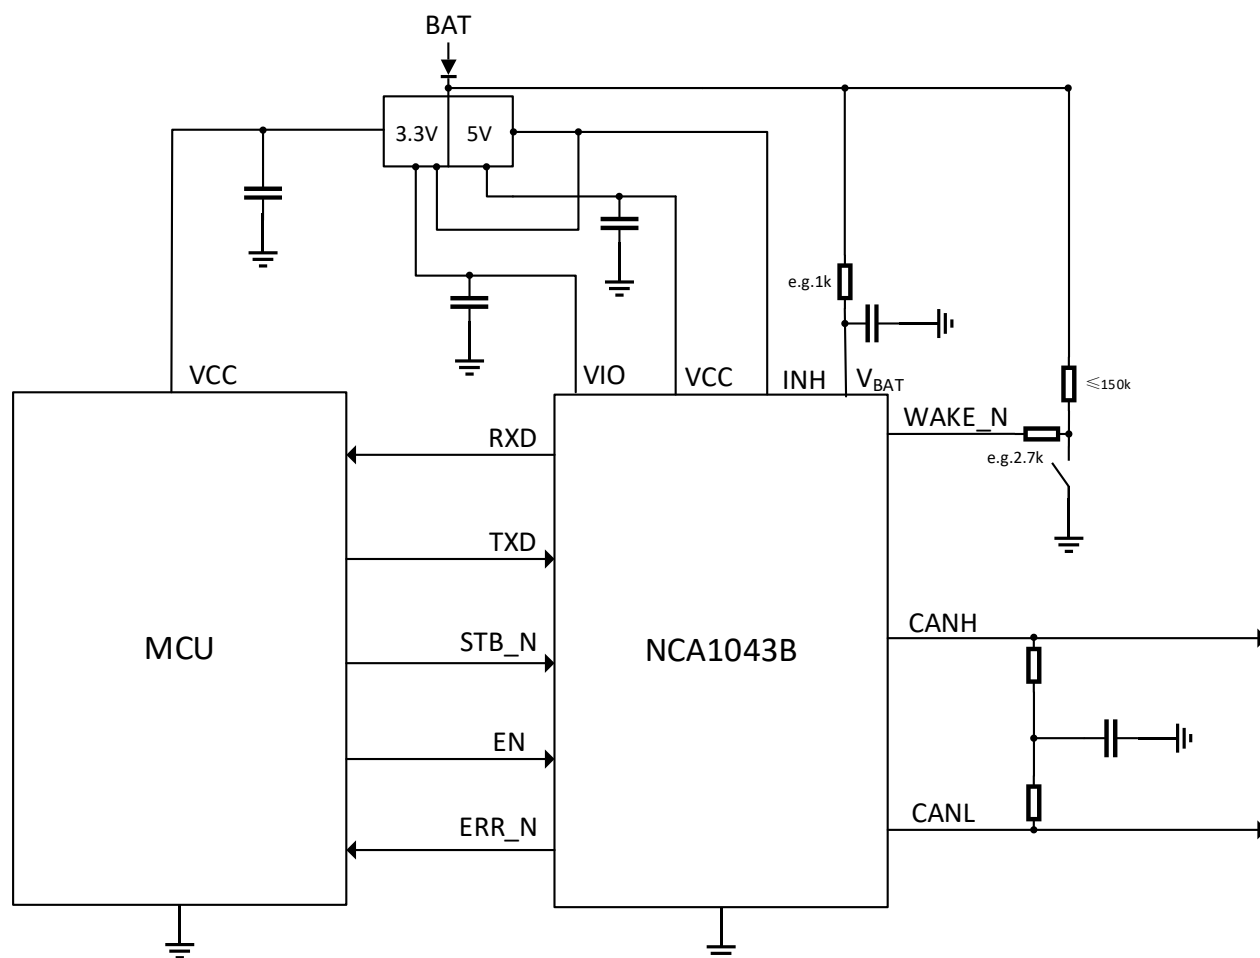 BAT
3.3V
5V
e.g.1k
VCC
VIO
VCC
INH
VBAT
≤150k
WAKE_N
e.g.2.7k
RXD
TXD
STB_N
EN
ERR_N
MCU
NCA1043B
CANH
CANL